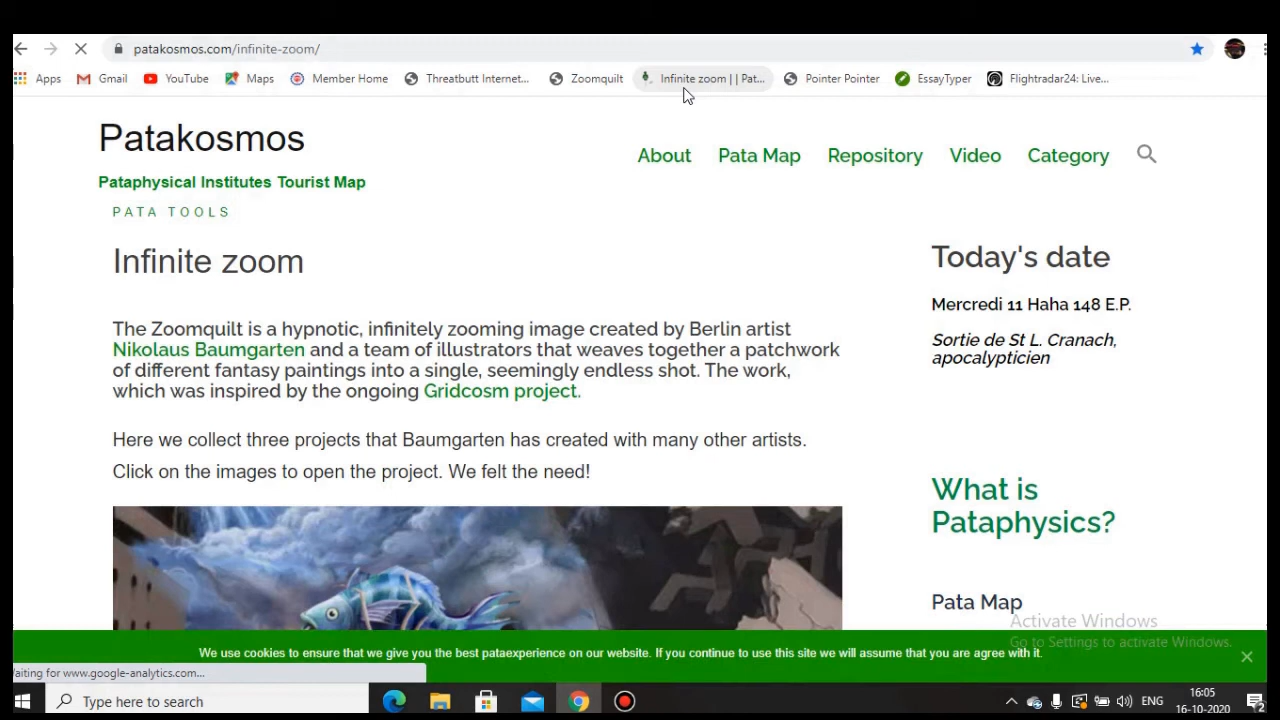 patakosmos.com/infinite-zoom/
Apps Gmail YouTube Maps Member Home Threatbutt Internet... Zoomquilt Infinite zoom | | Pat... Pointer Pointer EssayTyper Flightradar24: Live...
Patakosmos
Pataphysical Institutes Tourist Map
About Pata Map Repository Video Category
PATA TOOLS
Infinite zoom
The Zoomquilt is a hypnotic, infinitely zooming image created by Berlin artist
Nikolaus Baumgarten and a team of illustrators that weaves together a patchwork
of different fantasy paintings into a single, seemingly endless shot. The work,
which was inspired by the ongoing Gridcosm project.
Here we collect three projects that Baumgarten has created with many other artists.
Click on the images to open the project. We felt the need!
Today's date
Mercredi 11 Haha 148 E.P.
Sortie de St L. Cranach,
apocalypticien
What is
Pataphysics?
Pata Map
Activate Windows
Go to Settings to activate Windows.
We use cookies to ensure that we give you the best pataexperience on our website. If you continue to use this site we will assume that you are agree with it.
aiting for www.google-analytics.com...
Type here to search
ENG
16:05
16-10-2020
2